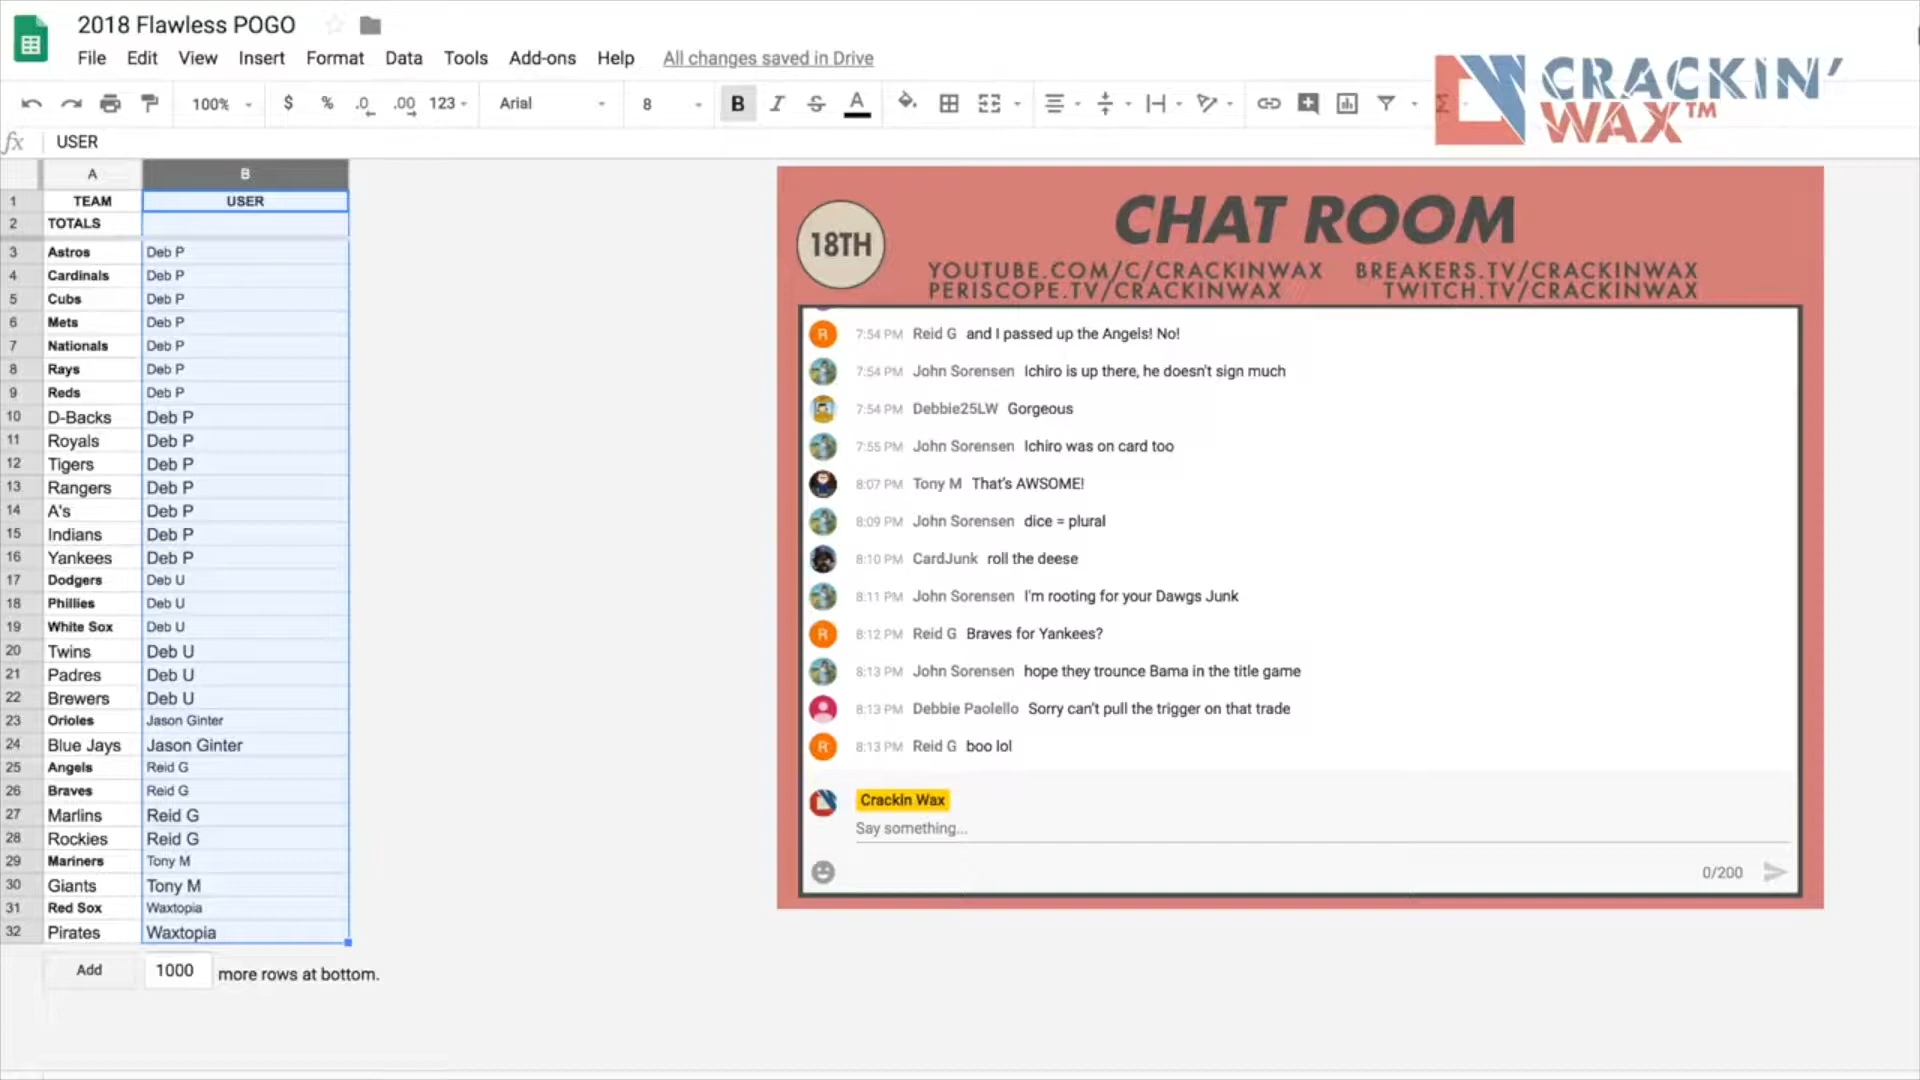 2018 Flawless POGO
File Edit View Insert Format Data Tools Add-ons Help All changes saved in Drive
100% $ % .0 .00 123 Arial 8 B I S A
CRACKIN'
WAX™
fx USER
A B
1 TEAM USER
2 TOTALS
3 Astros Deb P
4 Cardinals Deb P
5 Cubs Deb P
6 Mets Deb P
7 Nationals Deb P
8 Rays Deb P
9 Reds Deb P
10 D-Backs Deb P
11 Royals Deb P
12 Tigers Deb P
13 Rangers Deb P
14 A's Deb P
15 Indians Deb P
16 Yankees Deb P
17 Dodgers Deb U
18 Phillies Deb U
19 White Sox Deb U
20 Twins Deb U
21 Padres Deb U
22 Brewers Deb U
23 Orioles Jason Ginter
24 Blue Jays Jason Ginter
25 Angels Reid G
26 Braves Reid G
27 Marlins Reid G
28 Rockies Reid G
29 Mariners Tony M
30 Giants Tony M
31 Red Sox Waxtopia
32 Pirates Waxtopia
Add 1000 more rows at bottom.
18TH
CHAT ROOM
YOUTUBE.COM/C/CRACKINWAX BREAKERS.TV/CRACKINWAX
PERISCOPE.TV/CRACKINWAX TWITCH.TV/CRACKINWAX
R 7:54 PM Reid G and I passed up the Angels! No!
7:54 PM John Sorensen Ichiro is up there, he doesn't sign much
7:54 PM Debbie25LW Gorgeous
7:55 PM John Sorensen Ichiro was on card too
8:07 PM Tony M That's AWSOME!
8:09 PM John Sorensen dice = plural
8:10 PM CardJunk roll the deese
8:11 PM John Sorensen I'm rooting for your Dawgs Junk
R 8:12 PM Reid G Braves for Yankees?
8:13 PM John Sorensen hope they trounce Bama in the title game
8:13 PM Debbie Paolello Sorry can't pull the trigger on that trade
R 8:13 PM Reid G boo lol
Crackin Wax
Say something...
0/200